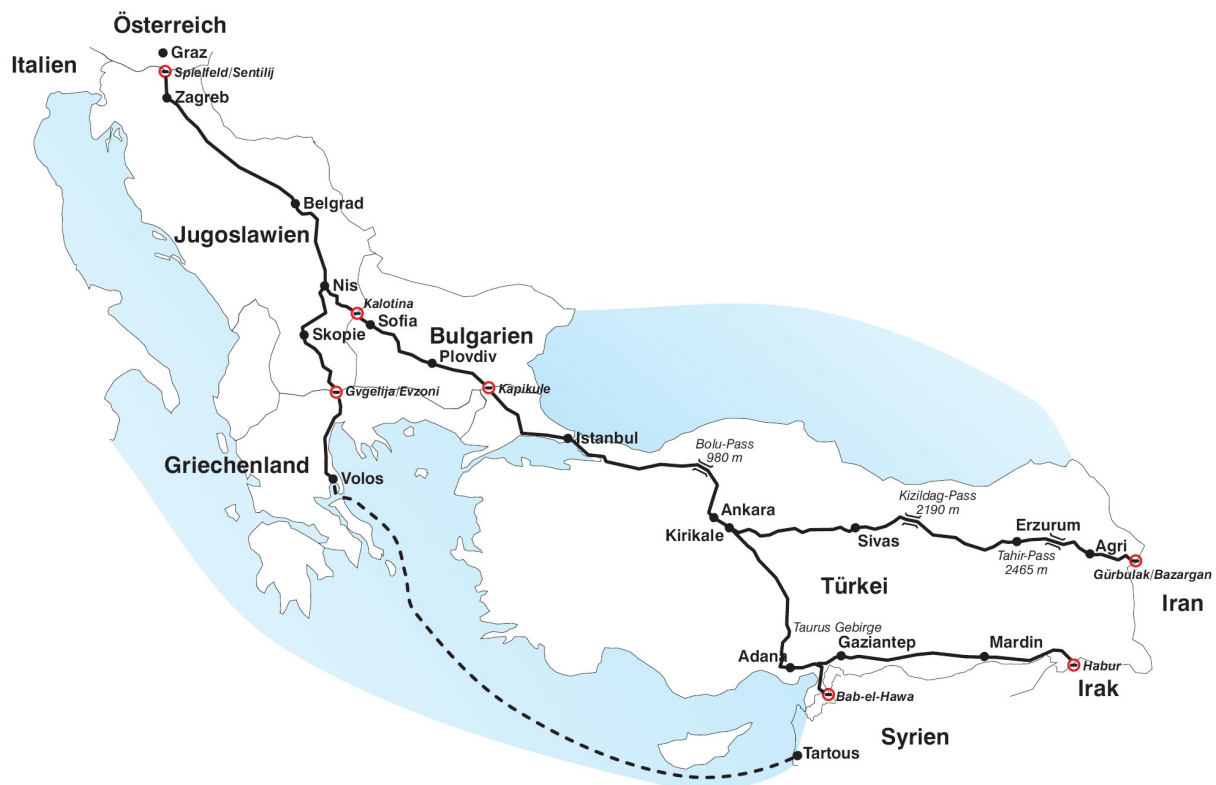 Österreich
Graz
Italien
Spielfeld/Sentilij
Zagreb
Belgrad
Jugoslawien
Nis
Kalotina
Sofia
Skopie
Bulgarien
Plovdiv
Gvgelija/Evzoni
Kapikule
Istanbul
Bolu-Pass
980 m
Griechenland
Volos
Kizildag-Pass
2190 m
Ankara
Kirikale
Sivas
Erzurum
Agri
Tahir-Pass
2465 m
Gürbulak/Bazargan
Türkei
Iran
Taurus Gebirge
Gaziantep
Mardin
Adana
Habur
Irak
Bab-el-Hawa
Syrien
Tartous